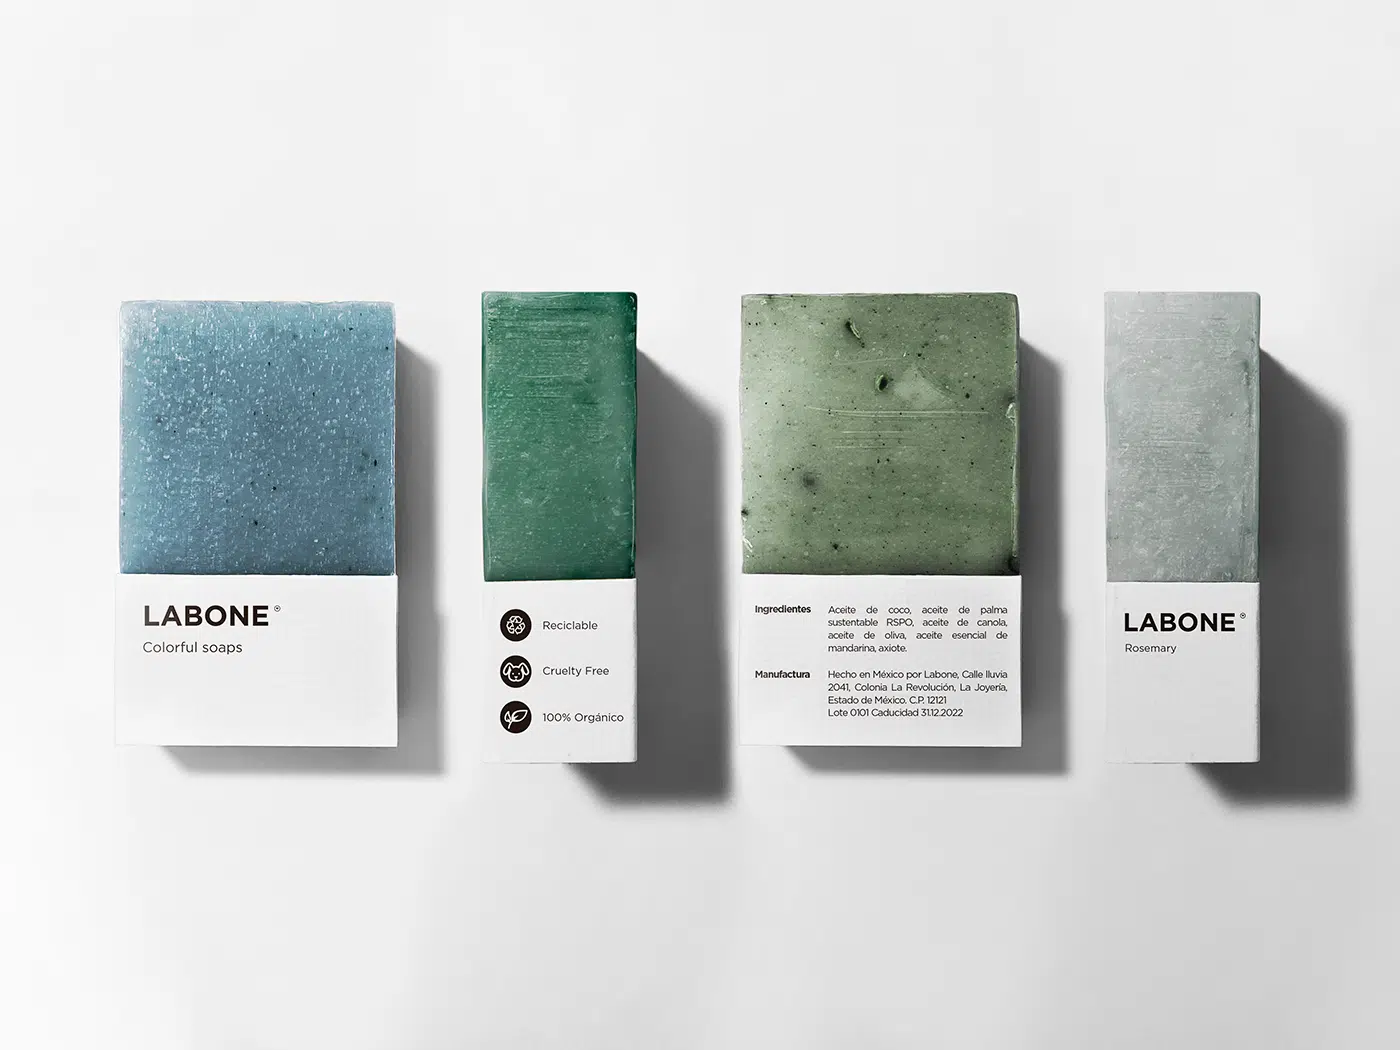 LABONE®
Colorful soaps
Reciclable
Cruelty Free
100% Orgánico
Ingredientes
Aceite de coco, aceite de palma
sustentable RSPO, aceite de canola,
aceite de oliva, aceite esencial de
mandarina, axiote.
Manufactura
Hecho en México por Labone, Calle lluvia
2041, Colonia La Revolución, La Joyería,
Estado de México. C.P. 12121
Lote 0101 Caducidad 31.12.2022
LABONE®
Rosemary